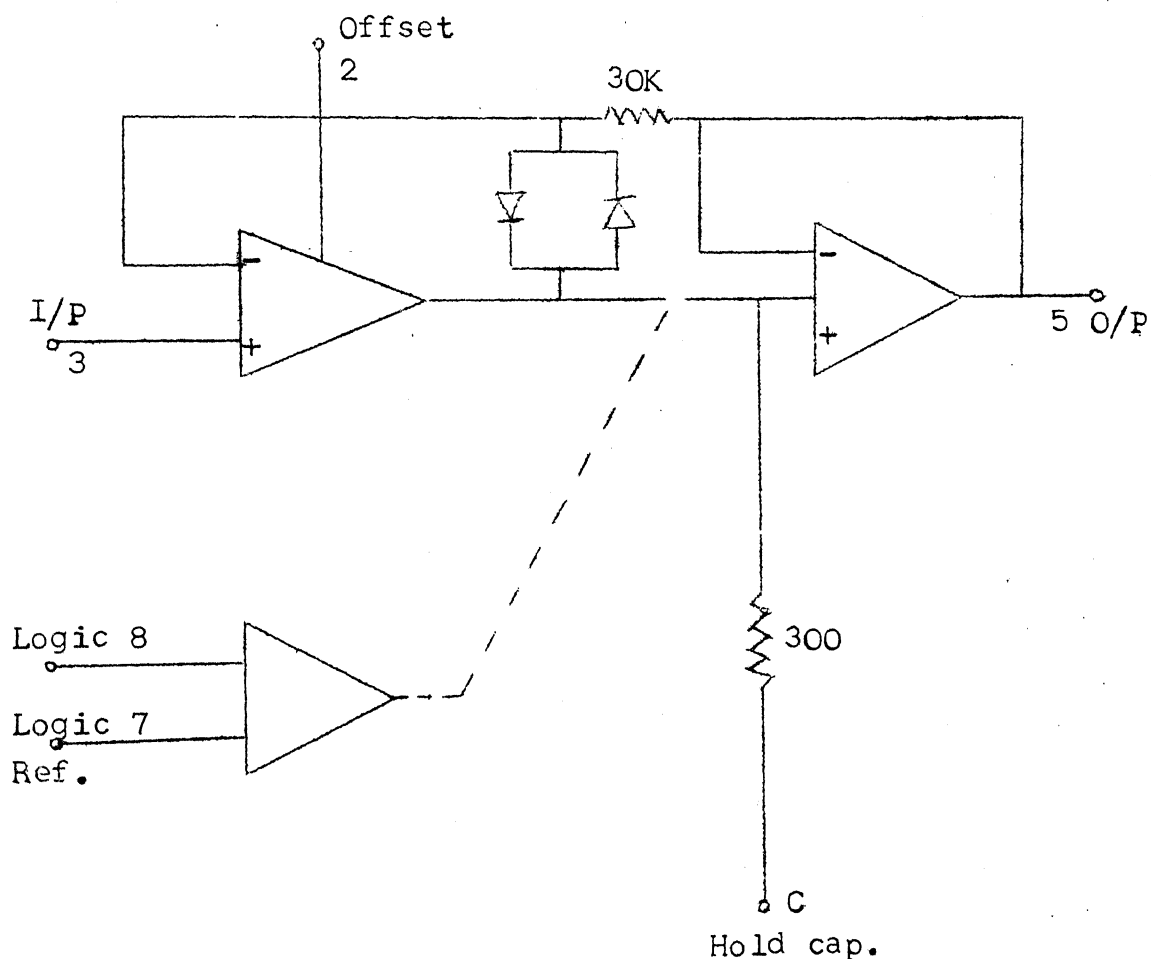 Offset
2
30K
-
-
I/P
3
+
+
5 O/P
Logic 8
300
Logic 7
Ref.
C
Hold cap.